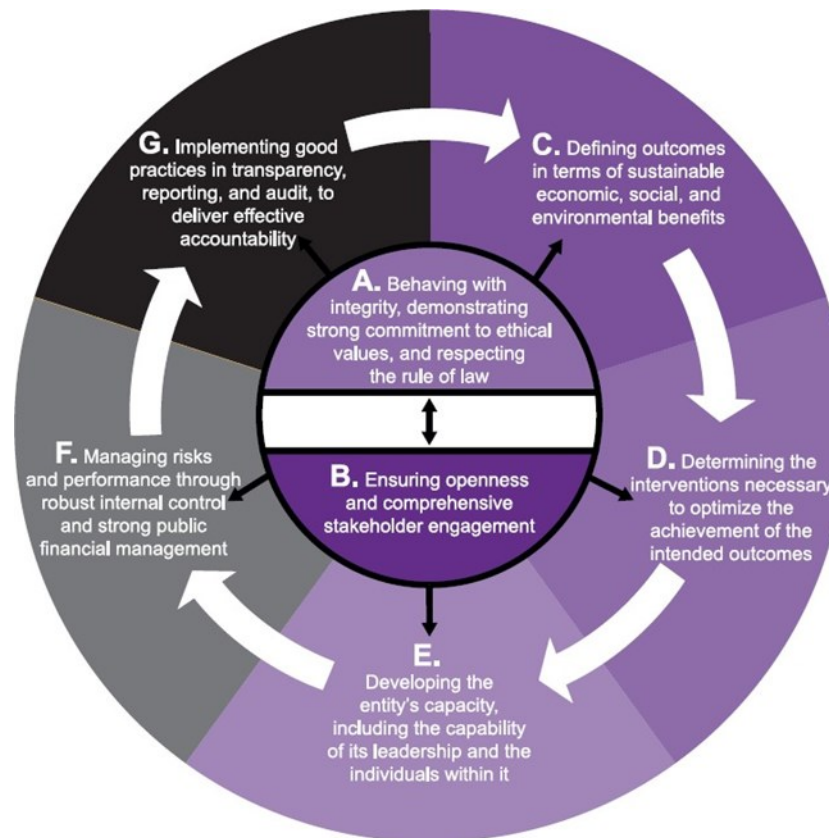 G. Implementing good
practices in transparency,
reporting, and audit, to
deliver effective
accountability
C. Defining outcomes
in terms of sustainable
economic, social, and
environmental benefits
A. Behaving with
integrity, demonstrating
strong commitment to ethical
values, and respecting
the rule of law
B. Ensuring openness
and comprehensive
stakeholder engagement
D. Determining the
interventions necessary
to optimize the
achievement of the
intended outcomes
E.
Developing the
entity's capacity,
including the capability
of its leadership and the
individuals within it
F. Managing risks
and performance through
robust internal control
and strong public
financial management